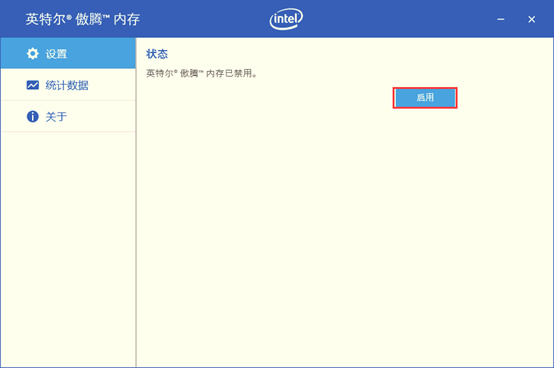 英特尔® 傲腾™ 内存
intel
设置
统计数据
关于
状态
英特尔® 傲腾™ 内存已禁用。
启用